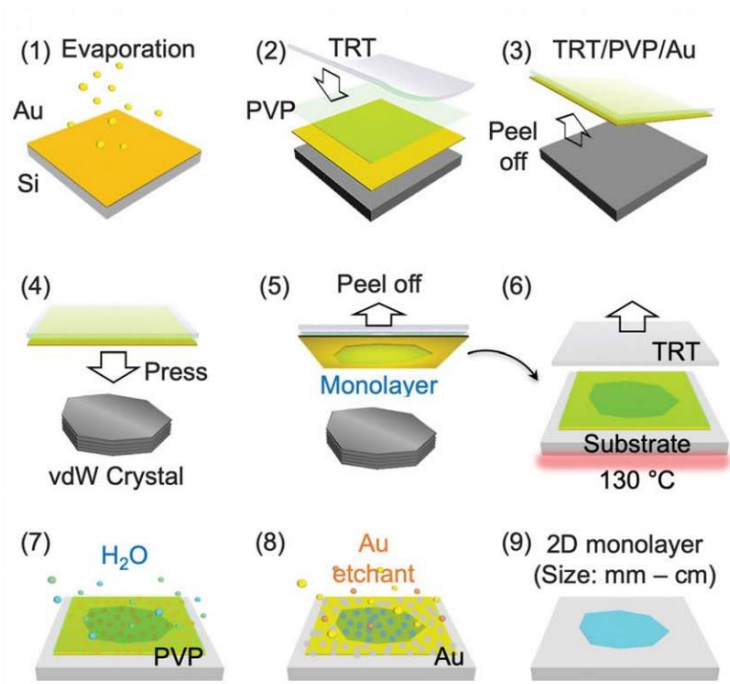 (1) Evaporation
Au
Si
(2) TRT
PVP
(3) TRT/PVP/Au
Peel
off
(4)
Press
vdW Crystal
(5) Peel off
Monolayer
(6)
TRT
Substrate
130 °C
(7) H₂O
PVP
(8) Au
etchant
Au
(9) 2D monolayer
(Size: mm – cm)